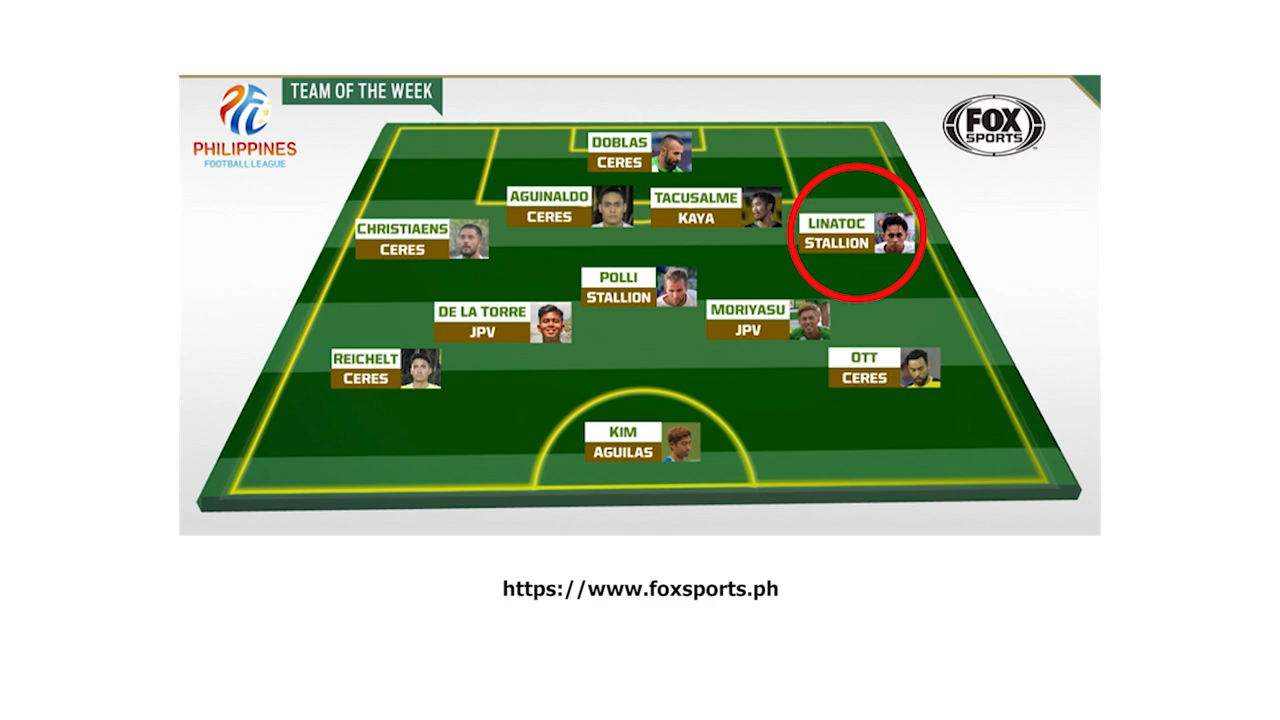 TEAM OF THE WEEK
PHILIPPINES
FOOTBALL LEAGUE
FOX
SPORTS
DOBLAS
CERES
AGUINALDO
CERES
TACUSALME
KAYA
CHRISTIAENS
CERES
LINATOC
STALLION
POLLI
STALLION
DE LA TORRE
JPV
MORIYASU
JPV
REICHELT
CERES
OTT
CERES
KIM
AGUILAS
https://www.foxsports.ph